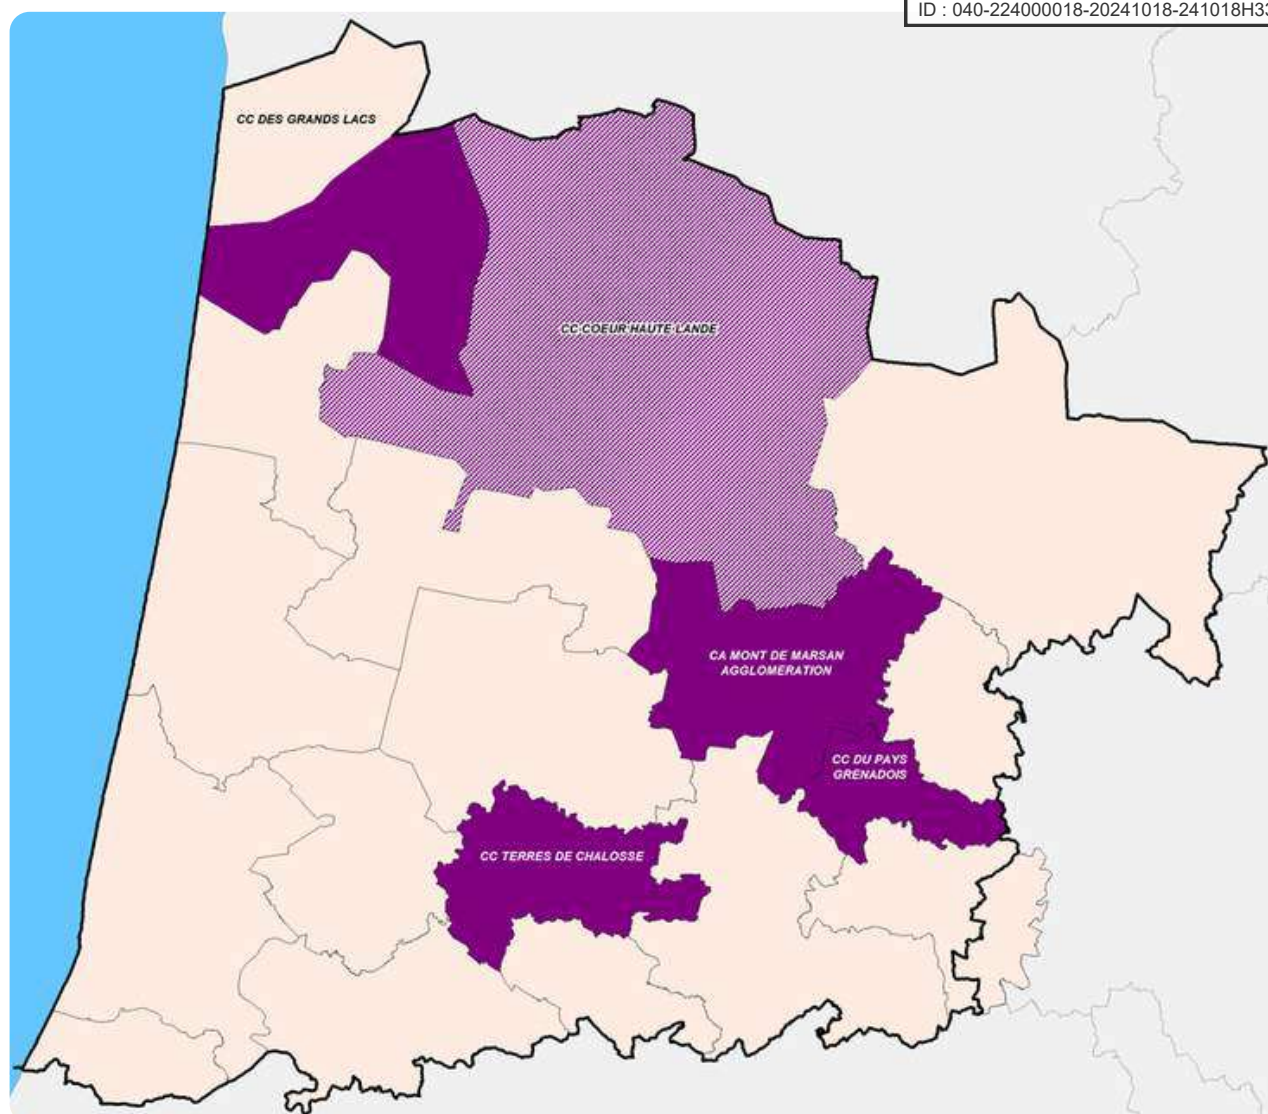 ID : 040-224000018-20241018-241018H33
CC DES GRANDS LACS
CC COEUR HAUTE LANDE
CA MONT DE MARSAN
AGGLOMERATION
CC DU PAYS
GRENADOIS
CC TERRES DE CHALOSSE